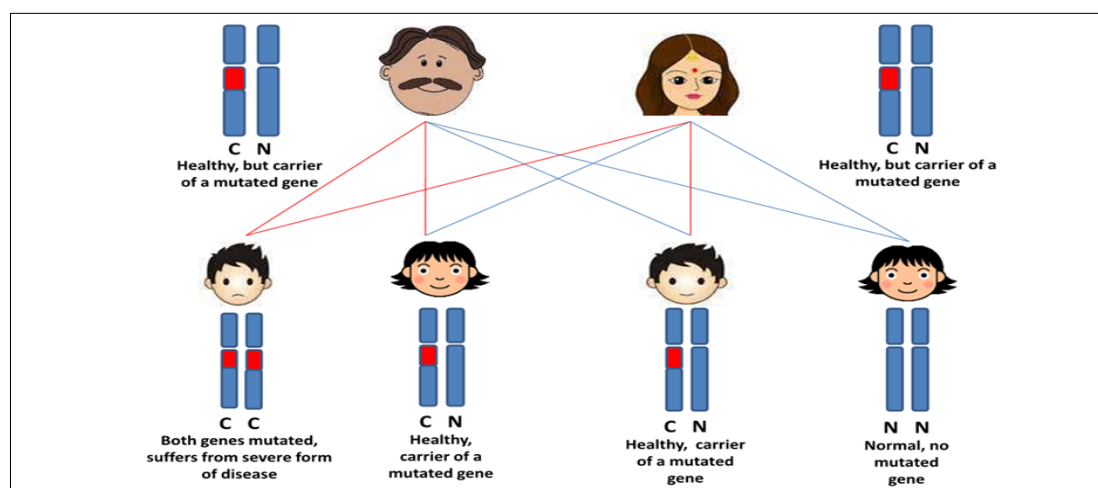 C N
Healthy, but carrier
of a mutated gene
C N
Healthy, but carrier of a
mutated gene
C C
Both genes mutated,
suffers from severe form
of disease
C N
Healthy,
carrier of a
mutated gene
C N
Healthy, carrier
of a mutated
gene
N N
Normal, no
mutated
gene